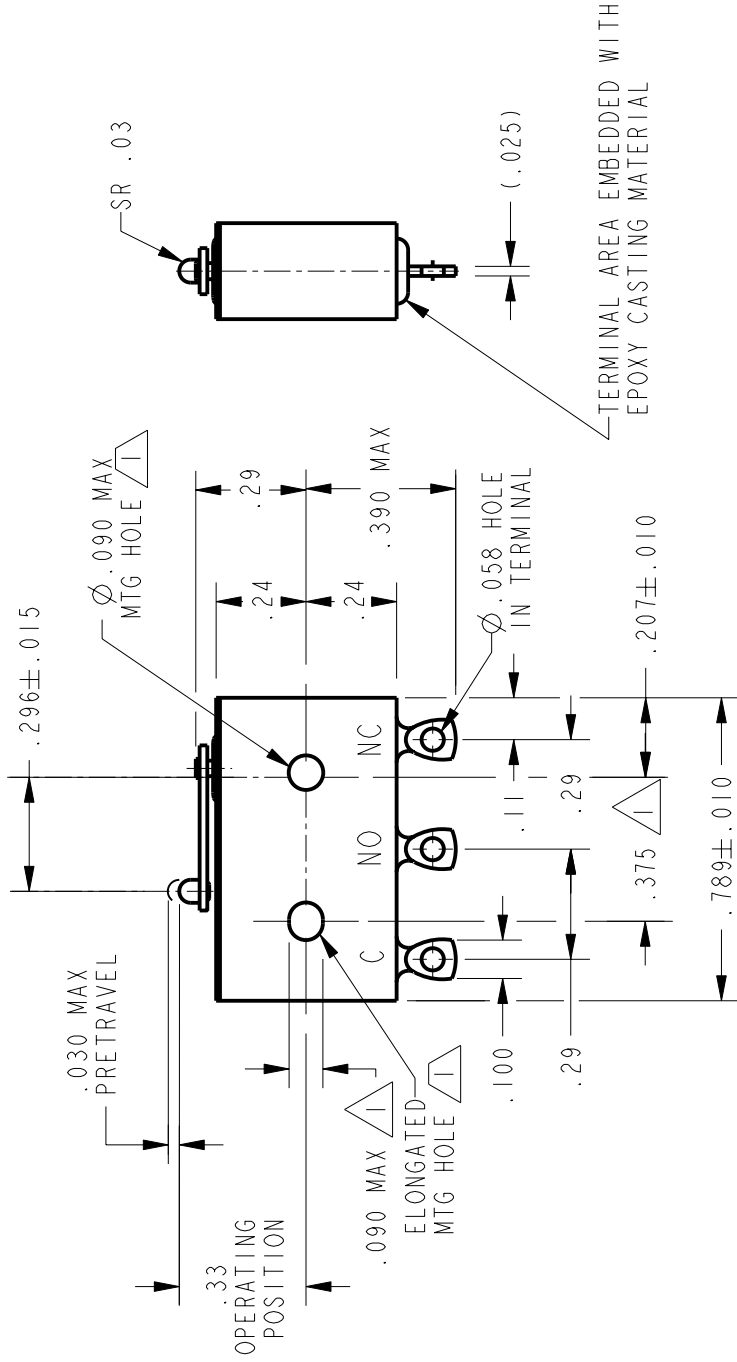 SR .03
(.025)
TERMINAL AREA EMBEDDED WITH
EPOXY CASTING MATERIAL
.296±.015
Ø .090 MAX
MTG HOLE 1
.29
.24
.24
.390 MAX
Ø .058 HOLE
IN TERMINAL
C
NO
NC
.030 MAX
PRETRAVEL
.33
OPERATING
POSITION
.090 MAX 1
ELONGATED
MTG HOLE 1
.100
.29
.11
.29
.207±.010
.375 1
.789±.010